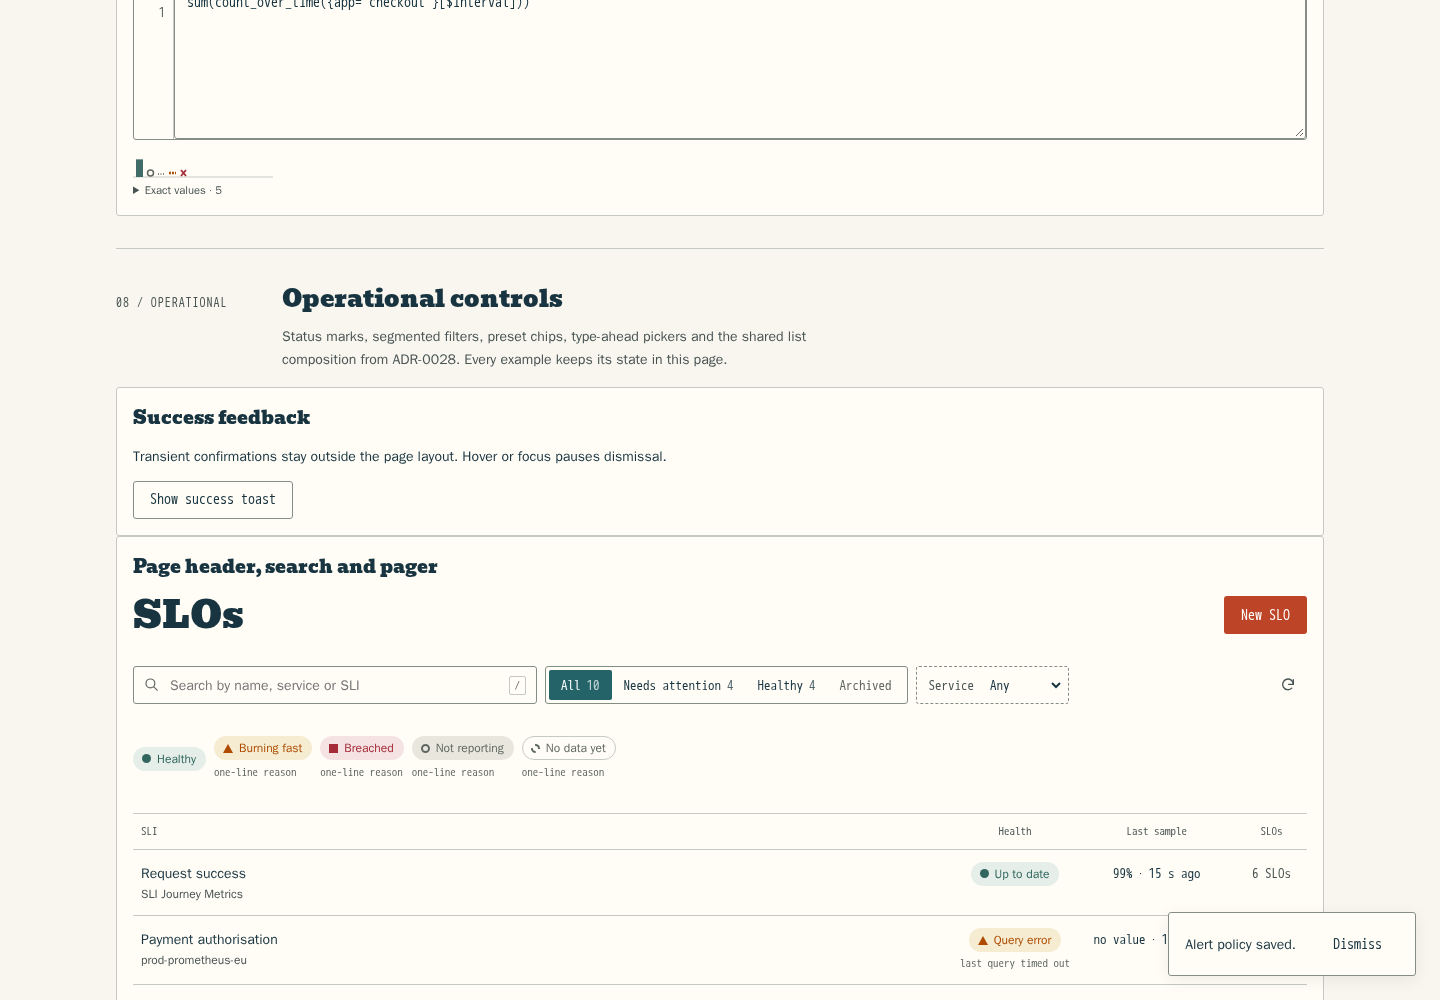 1
sum(count_over_time({app="checkout"}[$interval]))
Exact values · 5
08 / OPERATIONAL
Operational controls
Status marks, segmented filters, preset chips, type-ahead pickers and the shared list
composition from ADR-0028. Every example keeps its state in this page.
Success feedback
Transient confirmations stay outside the page layout. Hover or focus pauses dismissal.
Show success toast
Page header, search and pager
SLOs
New SLO
Search by name, service or SLI /
All 10 Needs attention 4 Healthy 4 Archived
Service Any
Healthy
Burning fast
one-line reason
Breached
one-line reason
Not reporting
one-line reason
No data yet
one-line reason
SLI Health Last sample SLOs
Request success Up to date 99% · 15 s ago 6 SLOs
SLI Journey Metrics
Payment authorisation Query error no value · 1
prod-prometheus-eu last query timed out
Alert policy saved. Dismiss